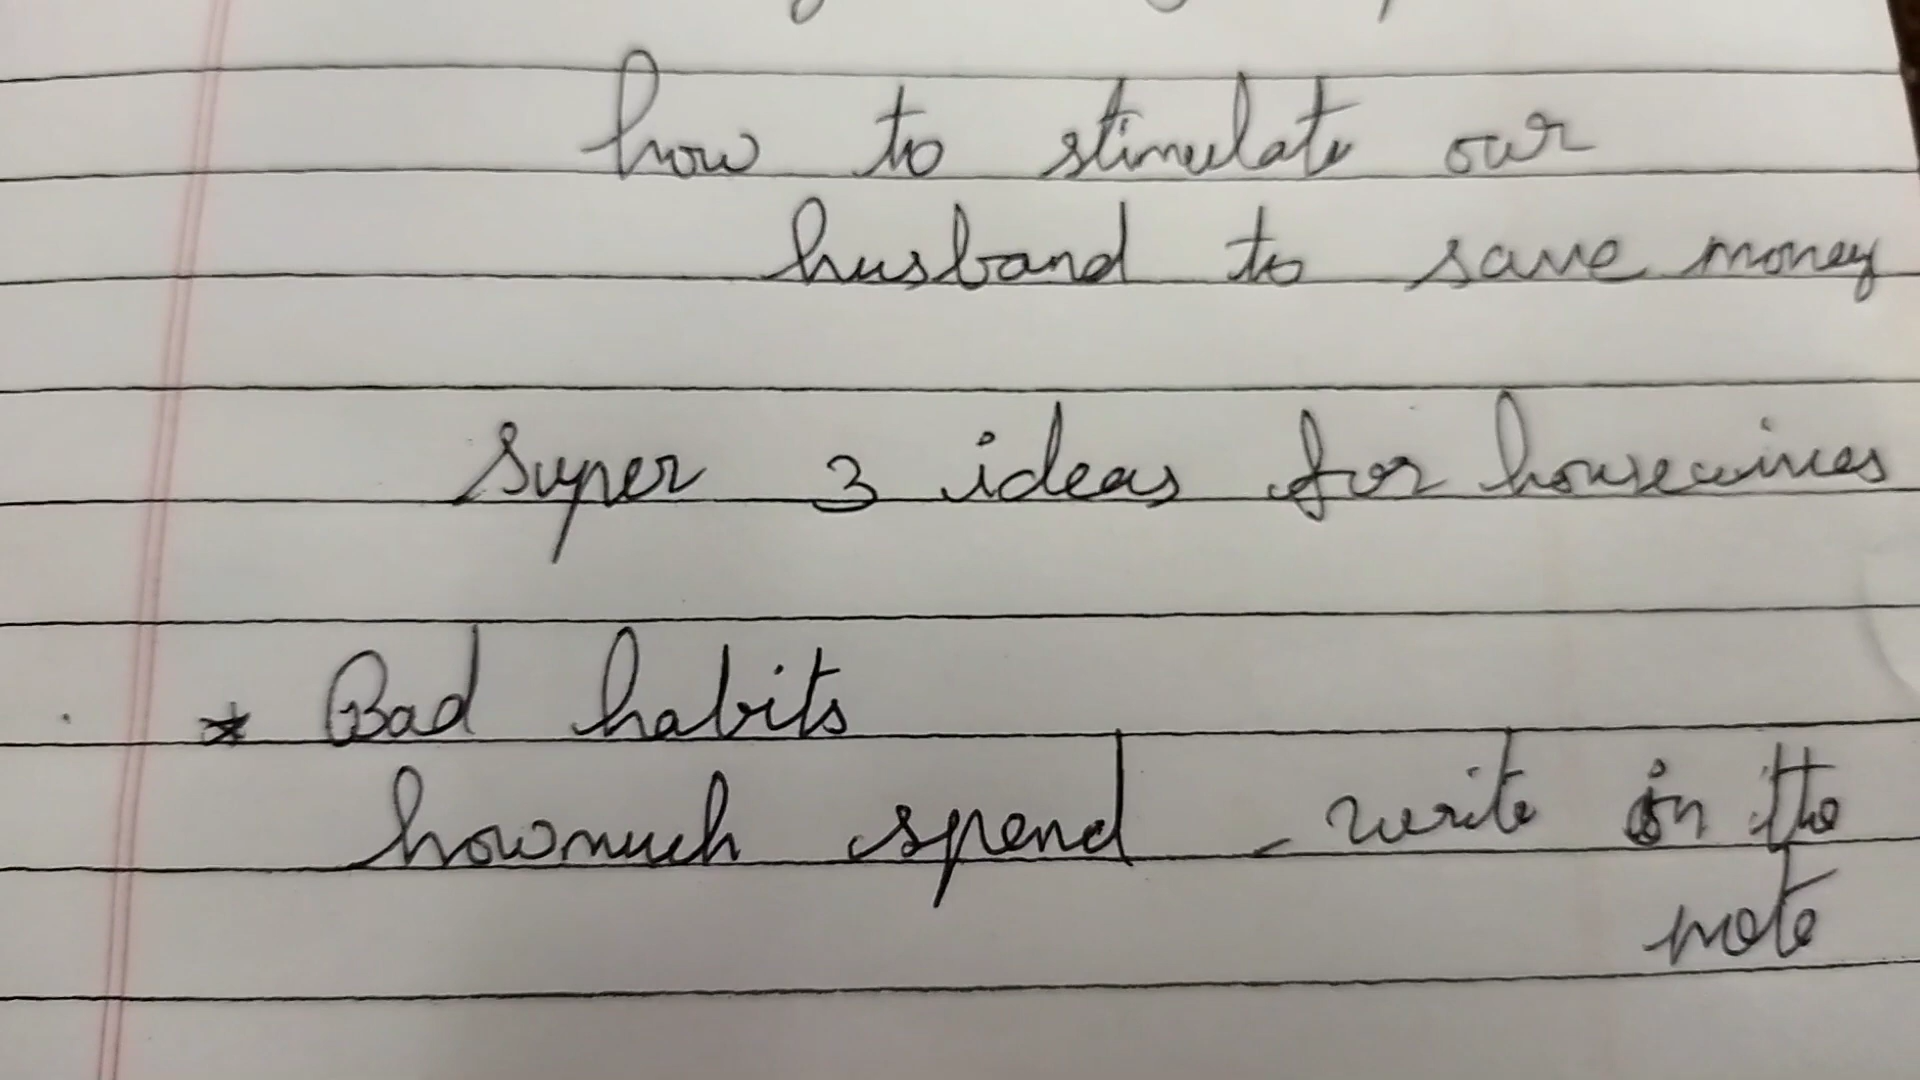 how to stimulate our
husband to save money
Super 3 ideas for housewives
* Bad habits
howmuch spend - write in the
note